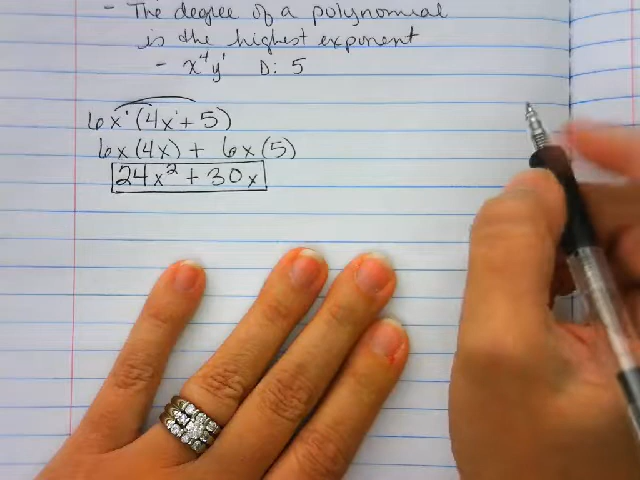 - The degree of a polynomial
is the highest exponent
- x⁴y¹ D: 5
6x¹(4x¹ + 5)
6x(4x) + 6x(5)
24x² + 30x